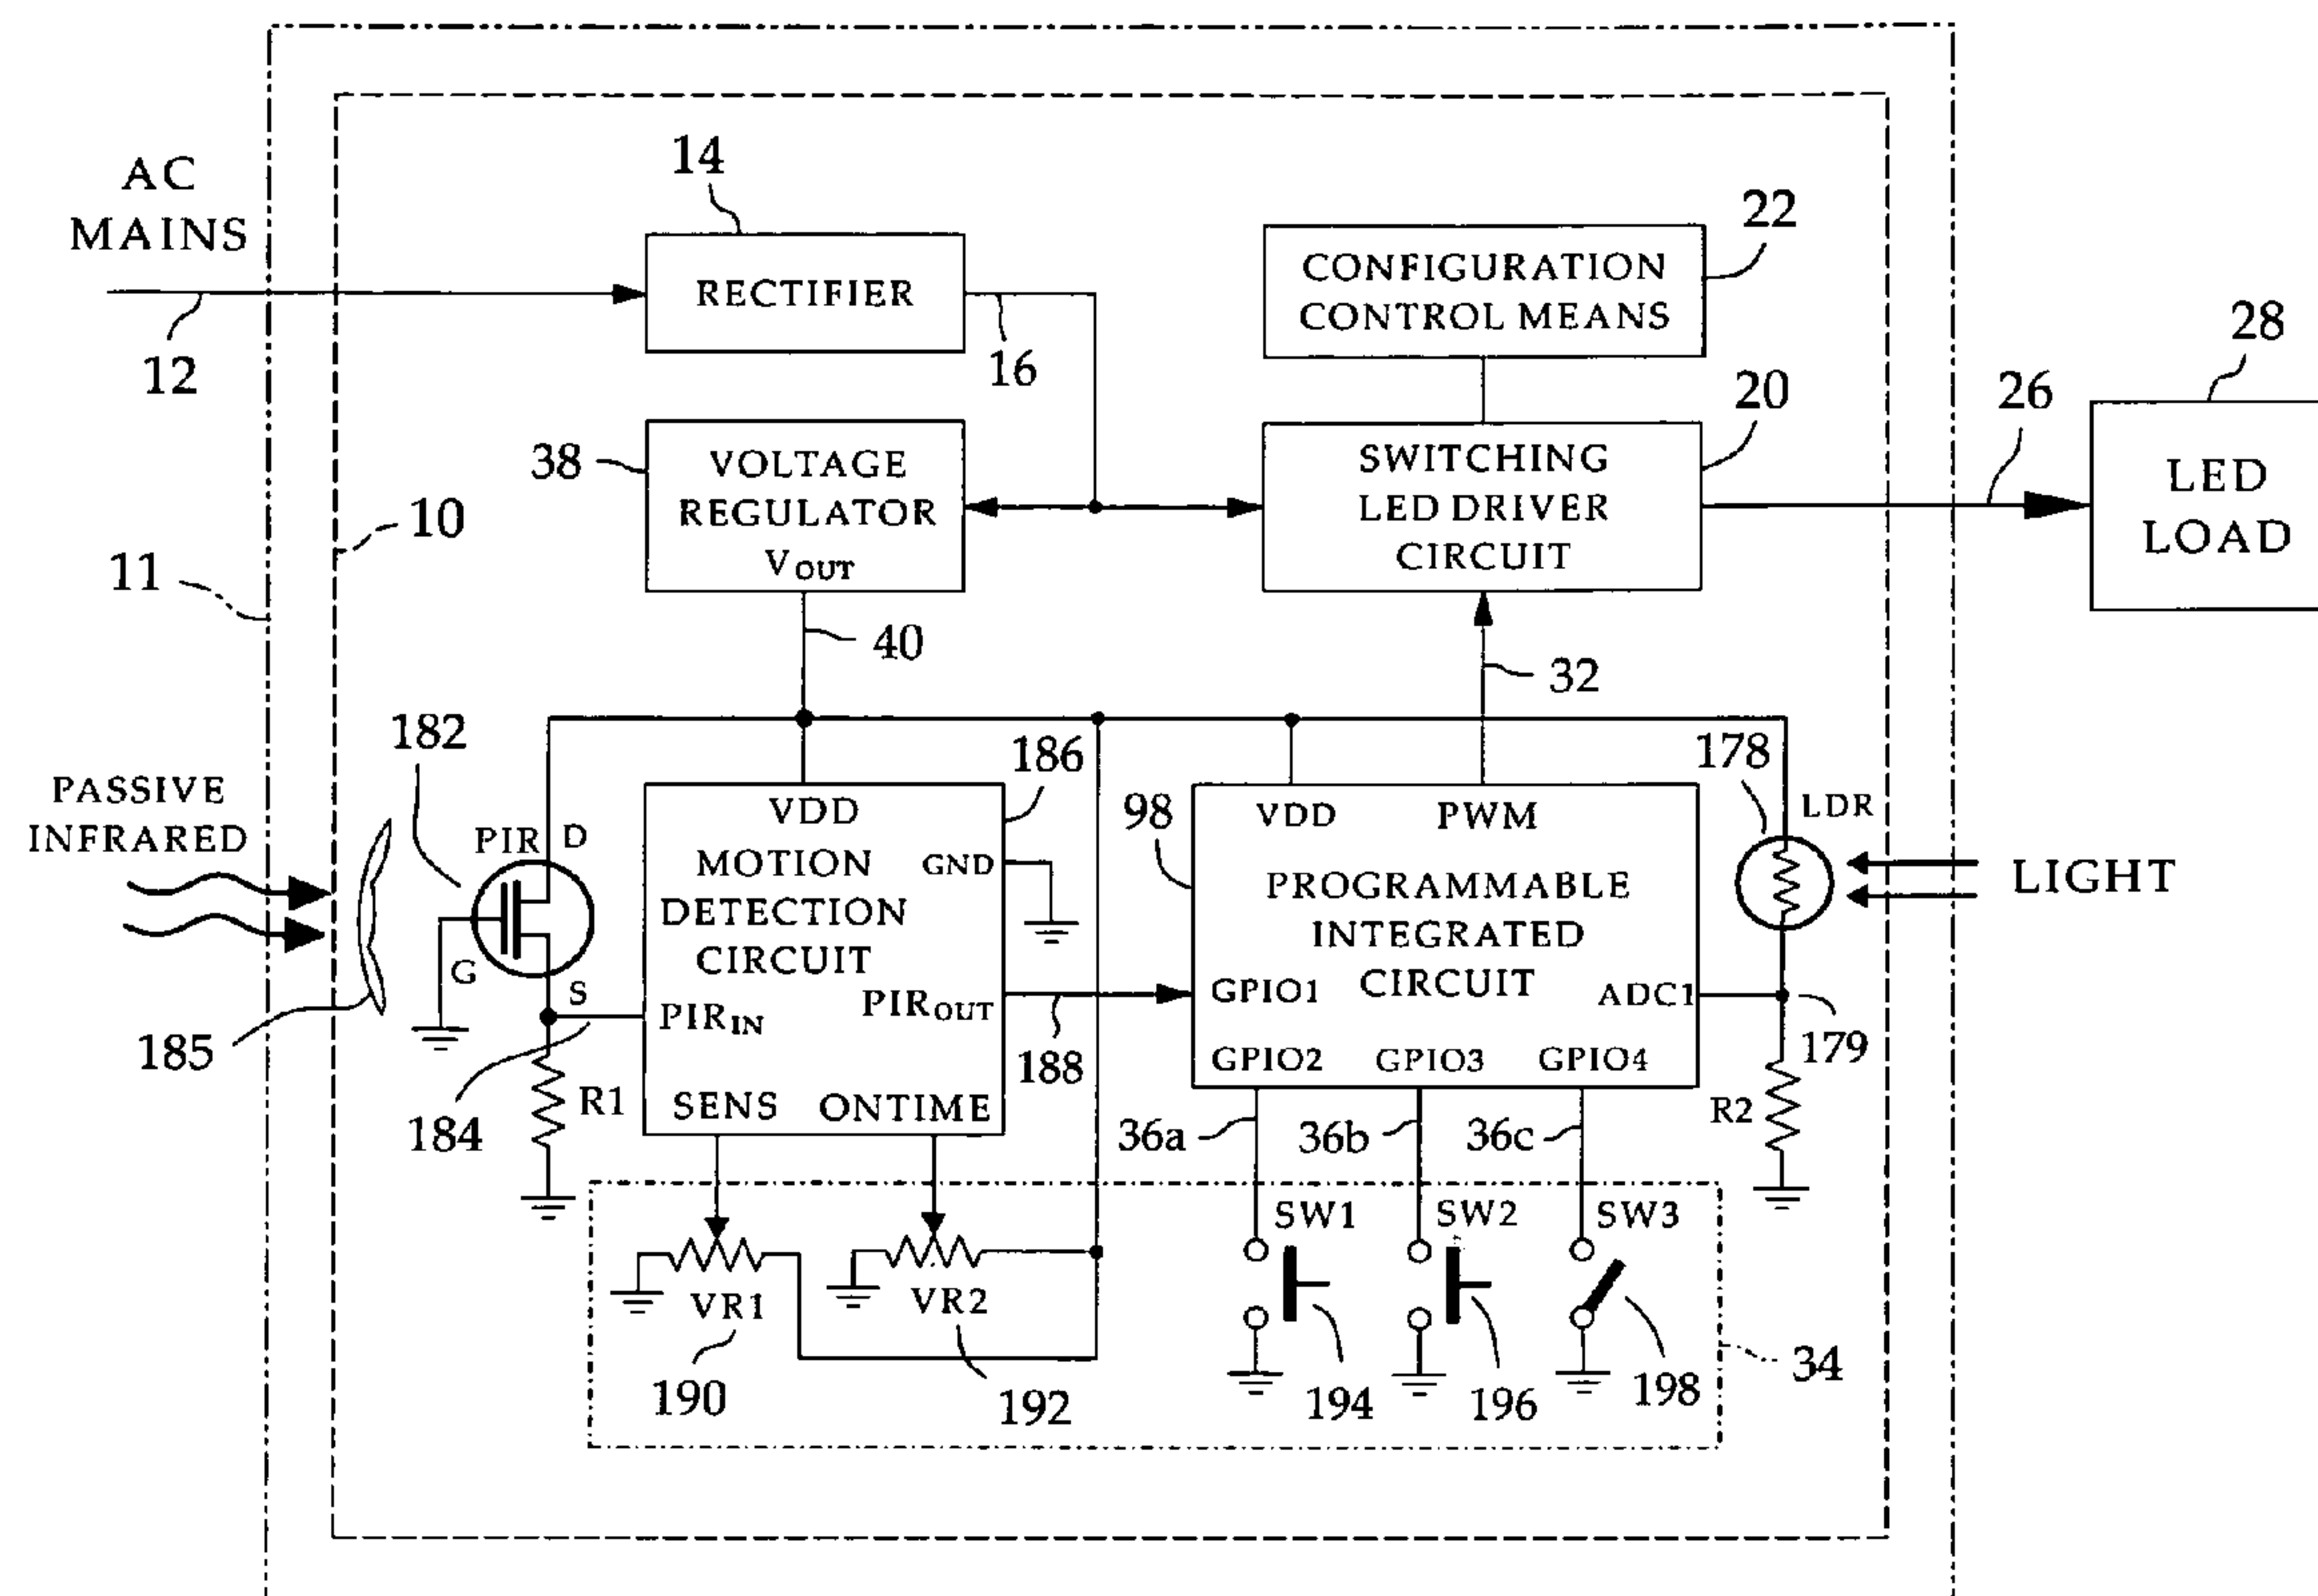 AC
MAINS
12
14
RECTIFIER
16
CONFIGURATION
CONTROL MEANS
22
38
VOLTAGE
REGULATOR
VOUT
40
SWITCHING
LED DRIVER
CIRCUIT
20
26
28
LED
LOAD
10
11
32
182
PASSIVE
INFRARED
185
PIR
D
G
S
184
R1
186
VDD
MOTION
DETECTION
CIRCUIT
GND
PIRIN
PIROUT
SENS
ONTIME
188
98
VDD
PWM
PROGRAMMABLE
INTEGRATED
CIRCUIT
GPIO1
ADC1
GPIO2
GPIO3
GPIO4
178
LDR
LIGHT
179
R2
36a
36b
36c
SW1
SW2
SW3
VR1
VR2
190
192
194
196
198
34